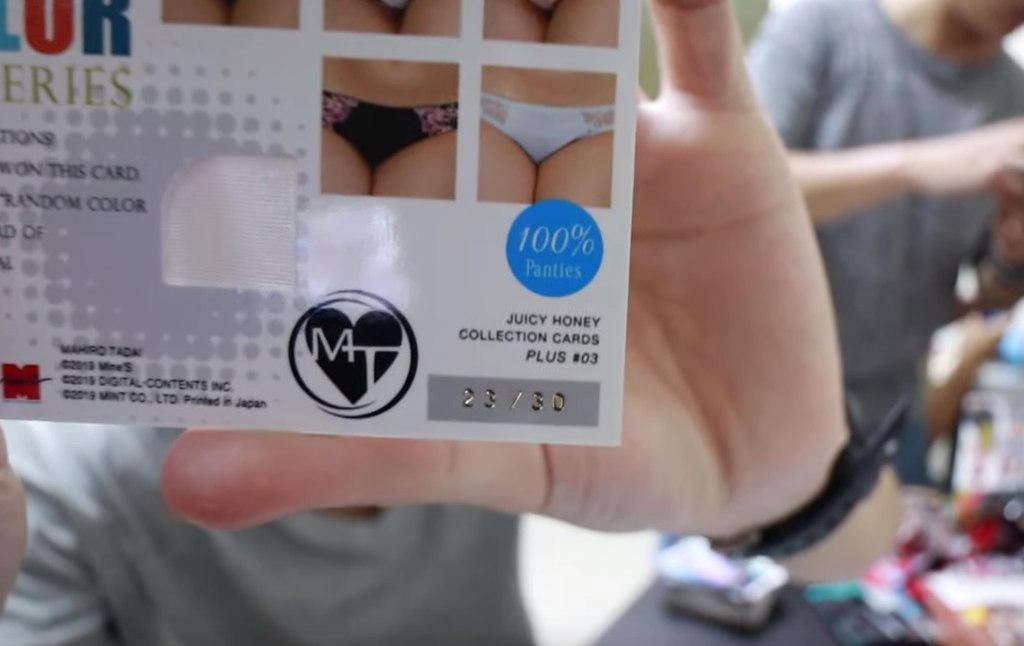 LOR
ERIES
TIONS!
WON THIS CARD.
RANDOM COLOR
OF
100%
Panties
MT
JUICY HONEY
COLLECTION CARDS
PLUS #03
23/30
MAHIRO TADAI
©2019 Mine'S
©2019 DIGITAL-CONTENTS INC.
©2019 MINT CO., LTD. Printed in Japan